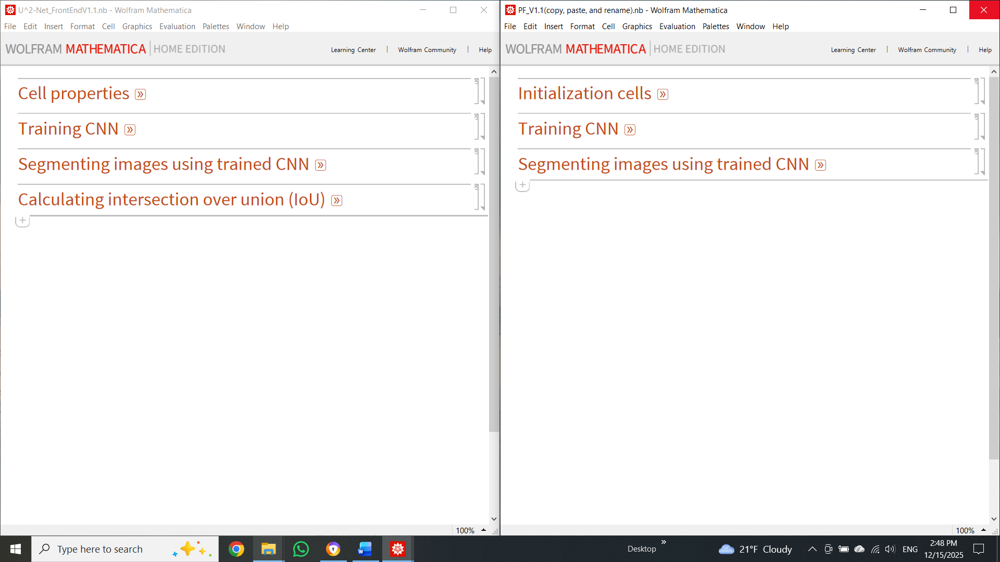 U^2-Net_FrontEndV1.1.nb - Wolfram Mathematica
File Edit Insert Format Cell Graphics Evaluation Palettes Window Help
WOLFRAM MATHEMATICA | HOME EDITION
Learning Center | Wolfram Community | Help
Cell properties
Training CNN
Segmenting images using trained CNN
Calculating intersection over union (IoU)
100%
PF_V1.1(copy, paste, and rename).nb - Wolfram Mathematica
File Edit Insert Format Cell Graphics Evaluation Palettes Window Help
WOLFRAM MATHEMATICA | HOME EDITION
Learning Center | Wolfram Community | Help
Initialization cells
Training CNN
Segmenting images using trained CNN
100%
Type here to search
Desktop
21°F Cloudy
ENG
2:48 PM
12/15/2025